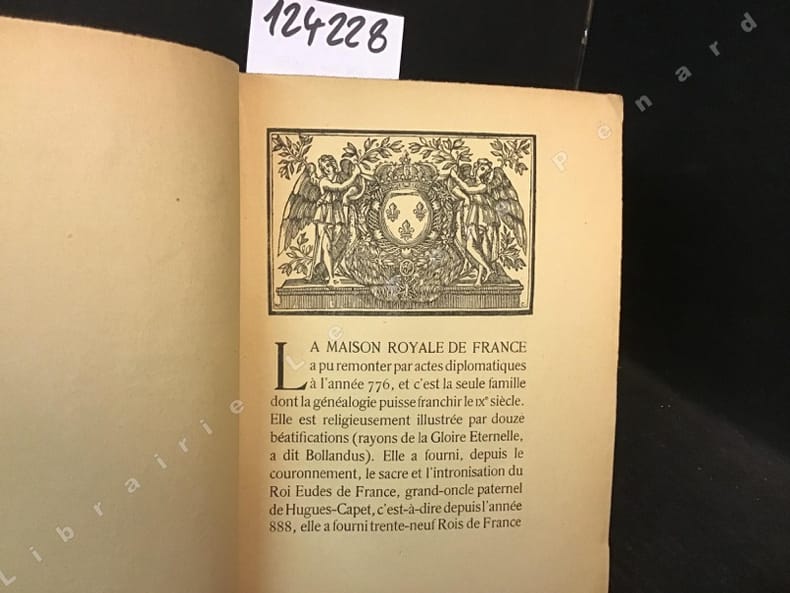 124228
LA MAISON ROYALE DE FRANCE
a pu remonter par actes diplomatiques
à l'année 776, et c'est la seule famille
dont la généalogie puisse franchir le IXe siècle.
Elle est religieusement illustrée par douze
béatifications (rayons de la Gloire Eternelle,
a dit Bollandus). Elle a fourni, depuis le
couronnement, le sacre et l'intronisation du
Roi Eudes de France, grand-oncle paternel
de Hugues-Capet, c'est-à-dire depuis l'année
888, elle a fourni trente-neuf Rois de France
Librairie Le Pénard